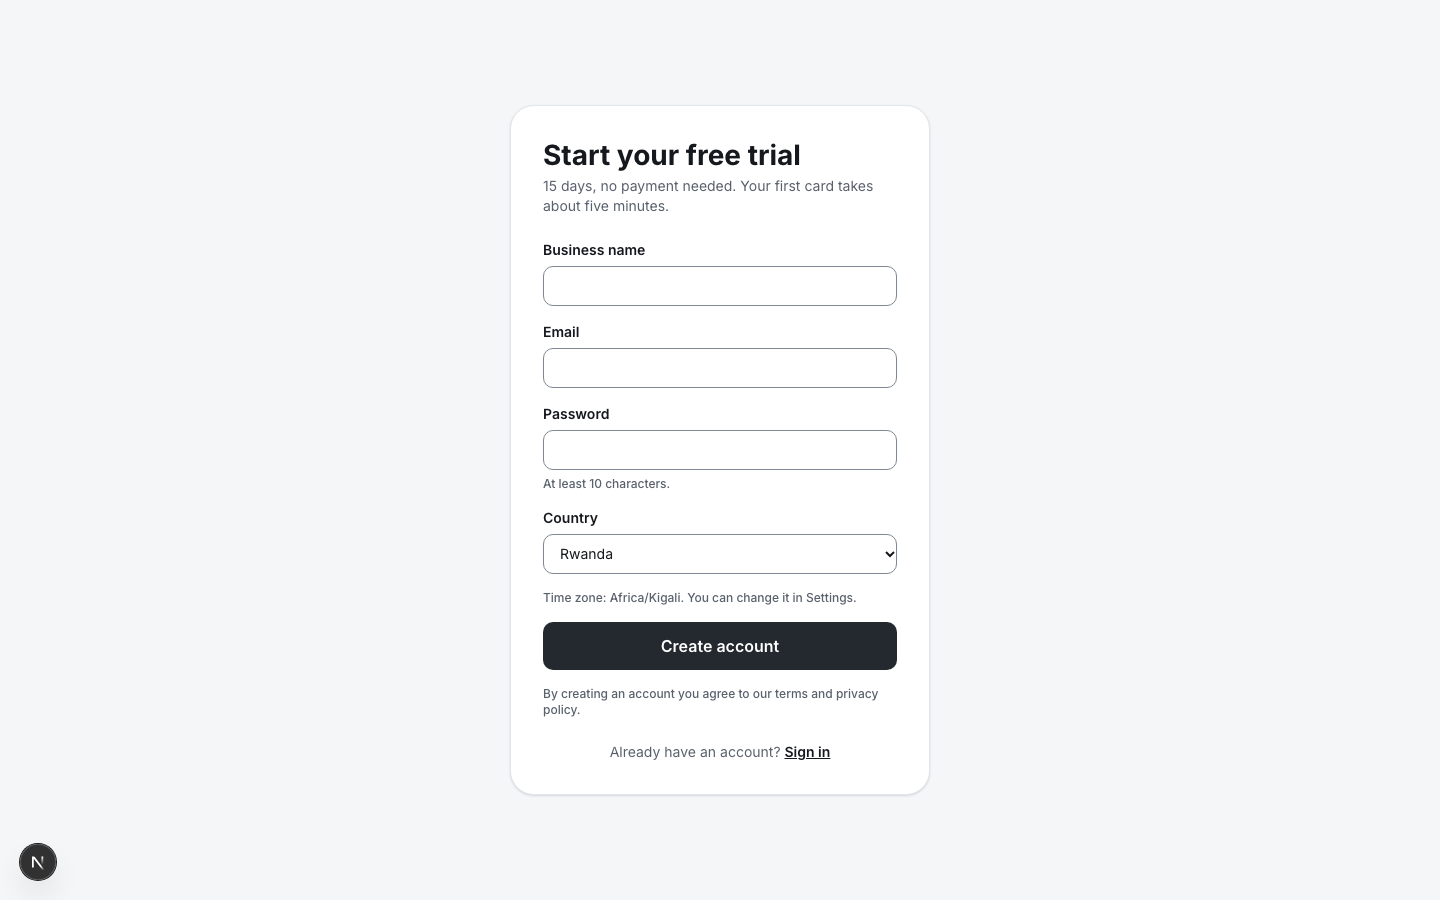 Start your free trial
15 days, no payment needed. Your first card takes
about five minutes.
Business name
Email
Password
At least 10 characters.
Country
Rwanda
Time zone: Africa/Kigali. You can change it in Settings.
Create account
By creating an account you agree to our terms and privacy
policy.
Already have an account? Sign in
N